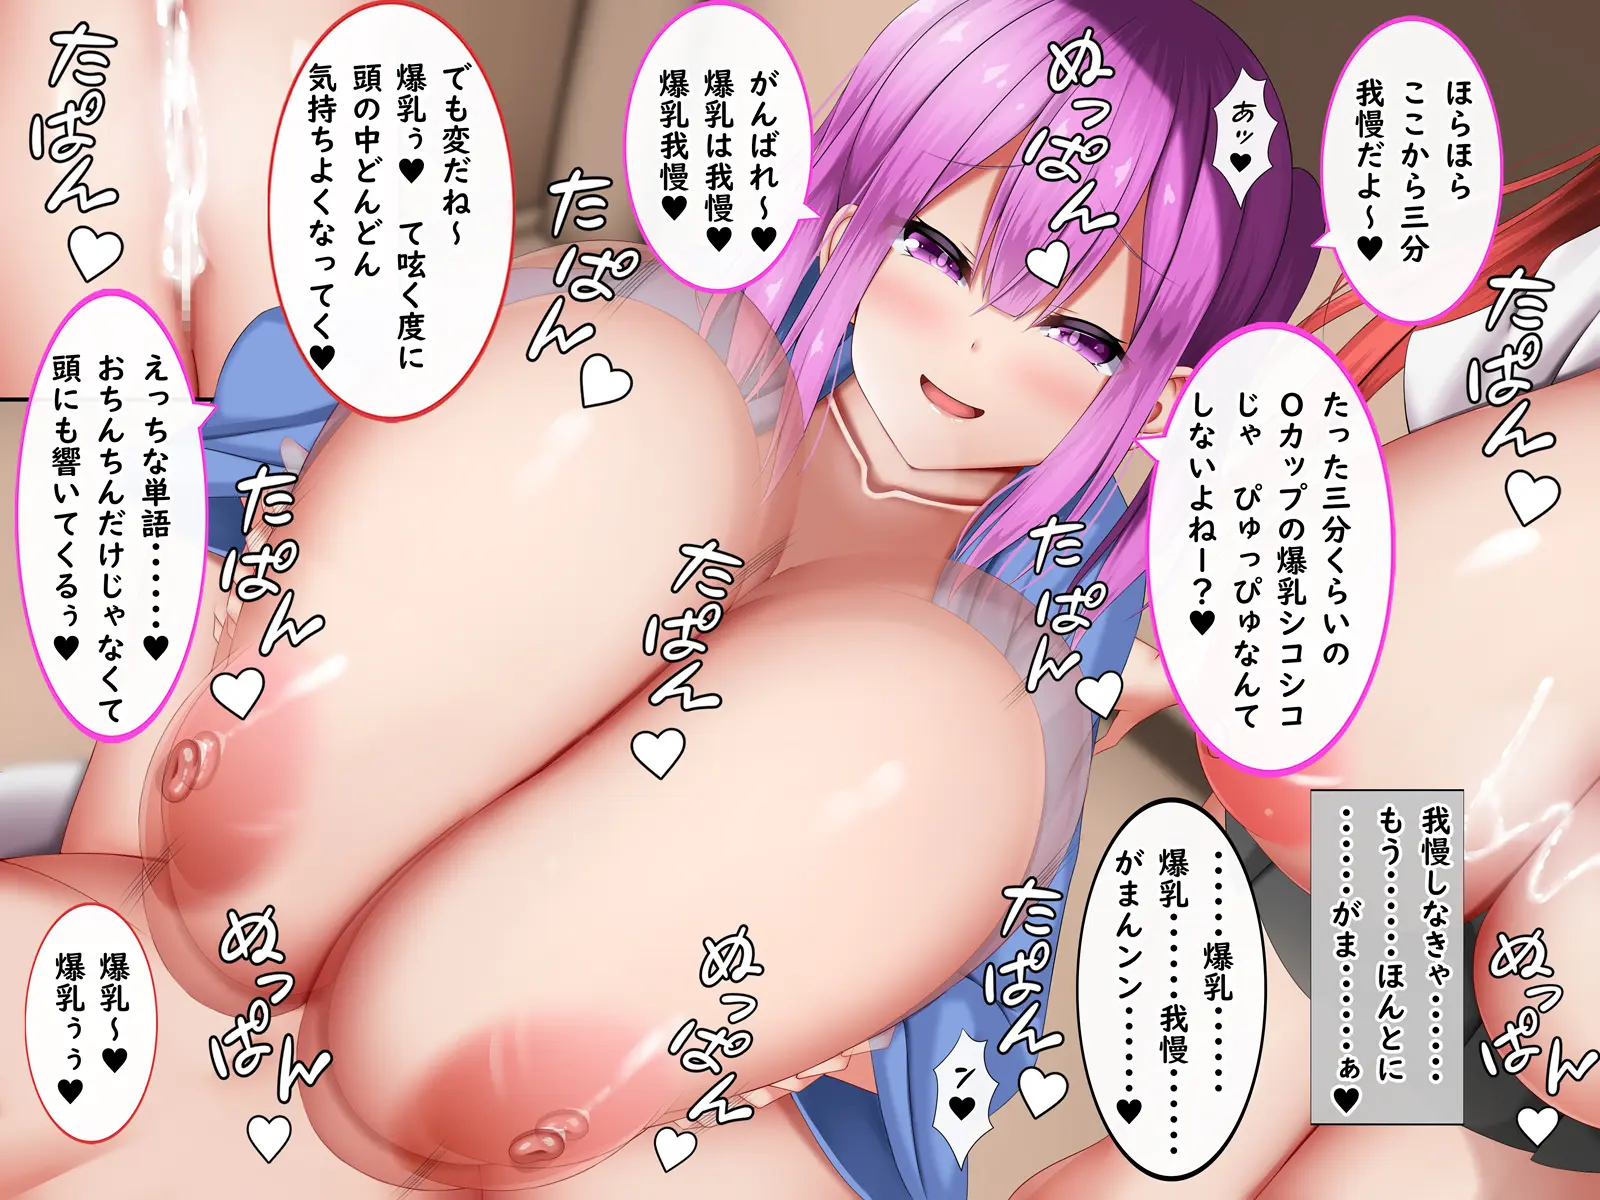 ほらほら
ここから三分
我慢だよ～♥
あッ♥
たった三分くらいの
Ｏカップの爆乳シコシコ
じゃ ぴゅっぴゅなんて
しないよねー？♥
がんばれ～♥
爆乳は我慢♥
爆乳我慢♥
でも変だね～
爆乳ぅ♥ て呟く度に
頭の中どんどん
気持ちよくなってく♥
えっちな単語・・・・・・♥
おちんちんだけじゃなくて
頭にも響いてくるぅ♥
我慢しなきゃ・・・・・・
もう・・・・・・ほんとに
・・・・・・がま・・・・・・ぁ♥
・・・・・・爆乳・・・・・・
爆乳・・・・・・我慢・・・・・・
がまんンン・・・・・・♥
ン♥
爆乳～♥
爆乳ぅぅ♥
ぬっぱん♡
たぱん♡
たぱん♡
たぱん♡
たぱん♡
たぱん♡
たぱん♡
たぱん♡
ぬっぱん♡
ぬっぱん♡
ぬっぱん♡